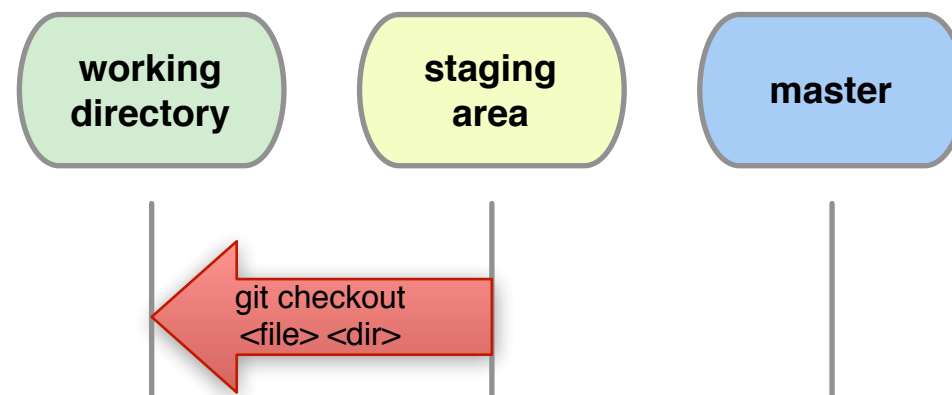 working
directory
staging
area
master
git checkout
<file> <dir>